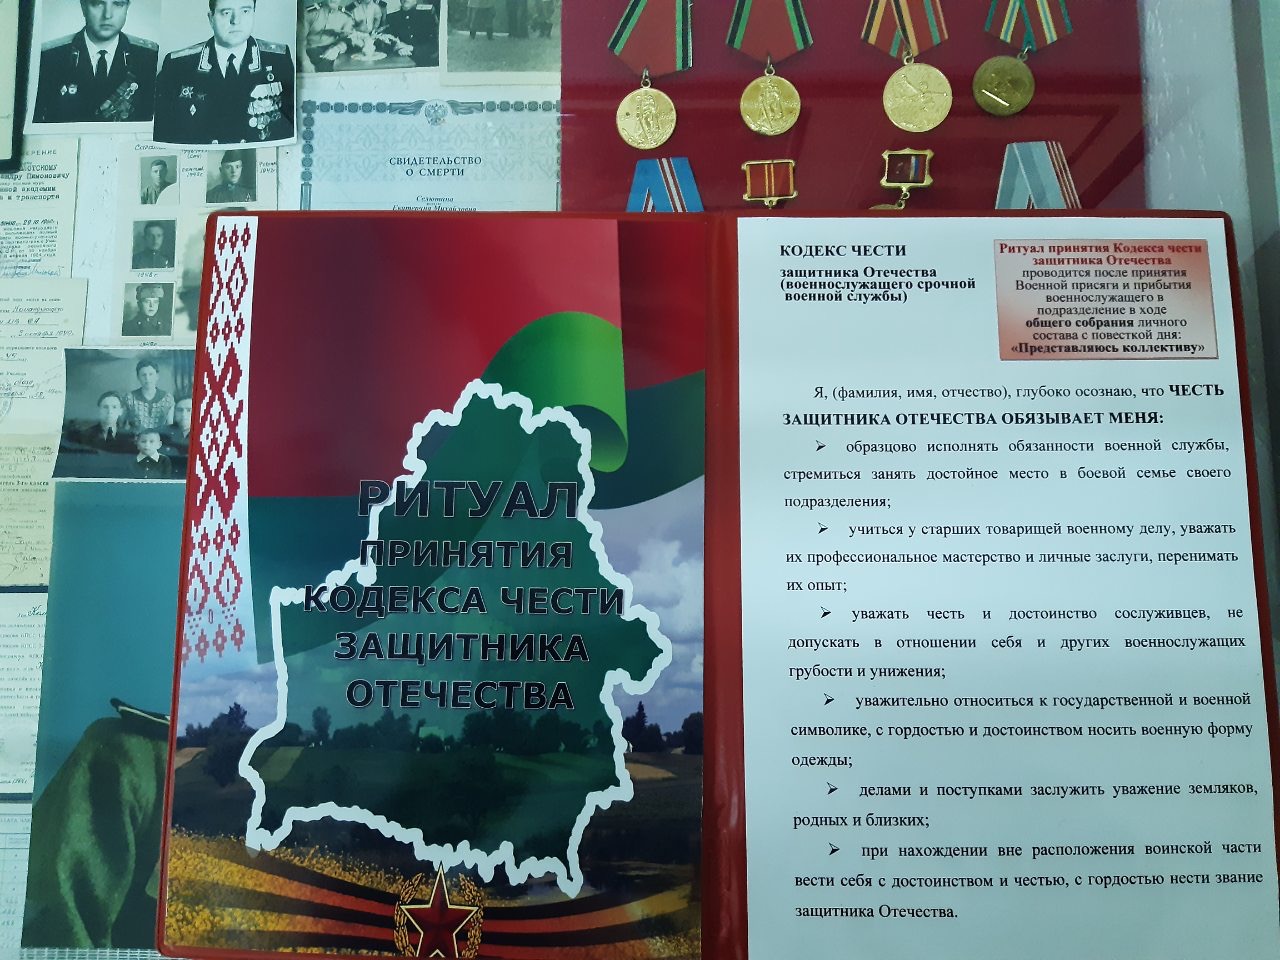 СВИДЕТЕЛЬСТВО
О СМЕРТИ
Семютина
Екатерина Михайловна
1948 г.
РИТУАЛ
ПРИНЯТИЯ
КОДЕКСА ЧЕСТИ
ЗАЩИТНИКА
ОТЕЧЕСТВА
КОДЕКС ЧЕСТИ
защитника Отечества
(военнослужащего срочной
военной службы)
Ритуал принятия Кодекса чести
защитника Отечества
проводится после принятия
Военной присяги и прибытия
военнослужащего в
подразделение в ходе
общего собрания личного
состава с повесткой дня:
«Представляюсь коллективу»
Я, (фамилия, имя, отчество), глубоко осознаю, что ЧЕСТЬ
ЗАЩИТНИКА ОТЕЧЕСТВА ОБЯЗЫВАЕТ МЕНЯ:
➢ образцово исполнять обязанности военной службы,
стремиться занять достойное место в боевой семье своего
подразделения;
➢ учиться у старших товарищей военному делу, уважать
их профессиональное мастерство и личные заслуги, перенимать
их опыт;
➢ уважать честь и достоинство сослуживцев, не
допускать в отношении себя и других военнослужащих
грубости и унижения;
➢ уважительно относиться к государственной и военной
символике, с гордостью и достоинством носить военную форму
одежды;
➢ делами и поступками заслужить уважение земляков,
родных и близких;
➢ при нахождении вне расположения воинской части
вести себя с достоинством и честью, с гордостью нести звание
защитника Отечества.